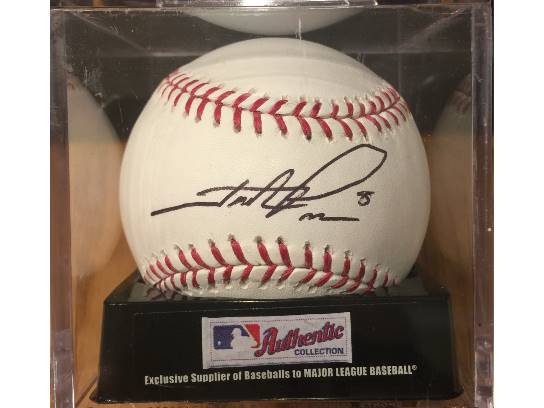 Authentic
COLLECTION
Exclusive Supplier of Baseballs to MAJOR LEAGUE BASEBALL®